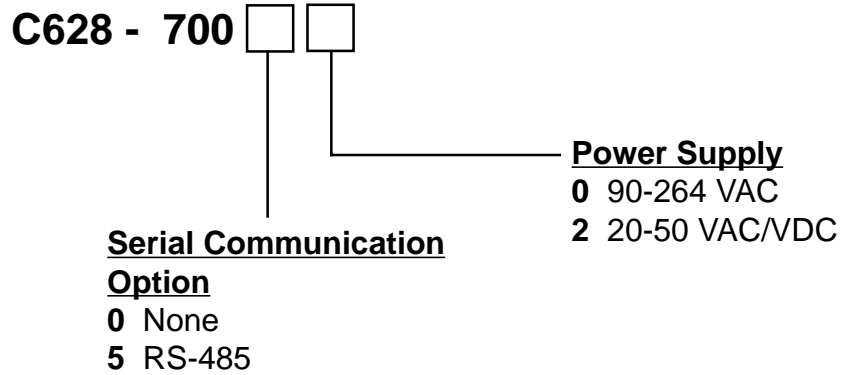 C628 - 700
Power Supply
0 90-264 VAC
2 20-50 VAC/VDC
Serial Communication
Option
0 None
5 RS-485